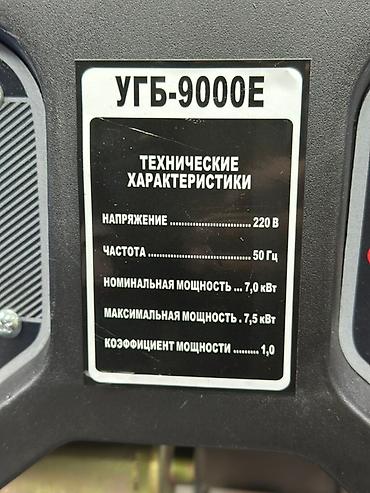 УГБ-9000Е
ТЕХНИЧЕСКИЕ
ХАРАКТЕРИСТИКИ
НАПРЯЖЕНИЕ ............................ 220 В
ЧАСТОТА ..................................... 50 Гц
НОМИНАЛЬНАЯ МОЩНОСТЬ ... 7,0 кВт
МАКСИМАЛЬНАЯ МОЩНОСТЬ . 7,5 кВт
КОЭФФИЦИЕНТ МОЩНОСТИ ......... 1,0